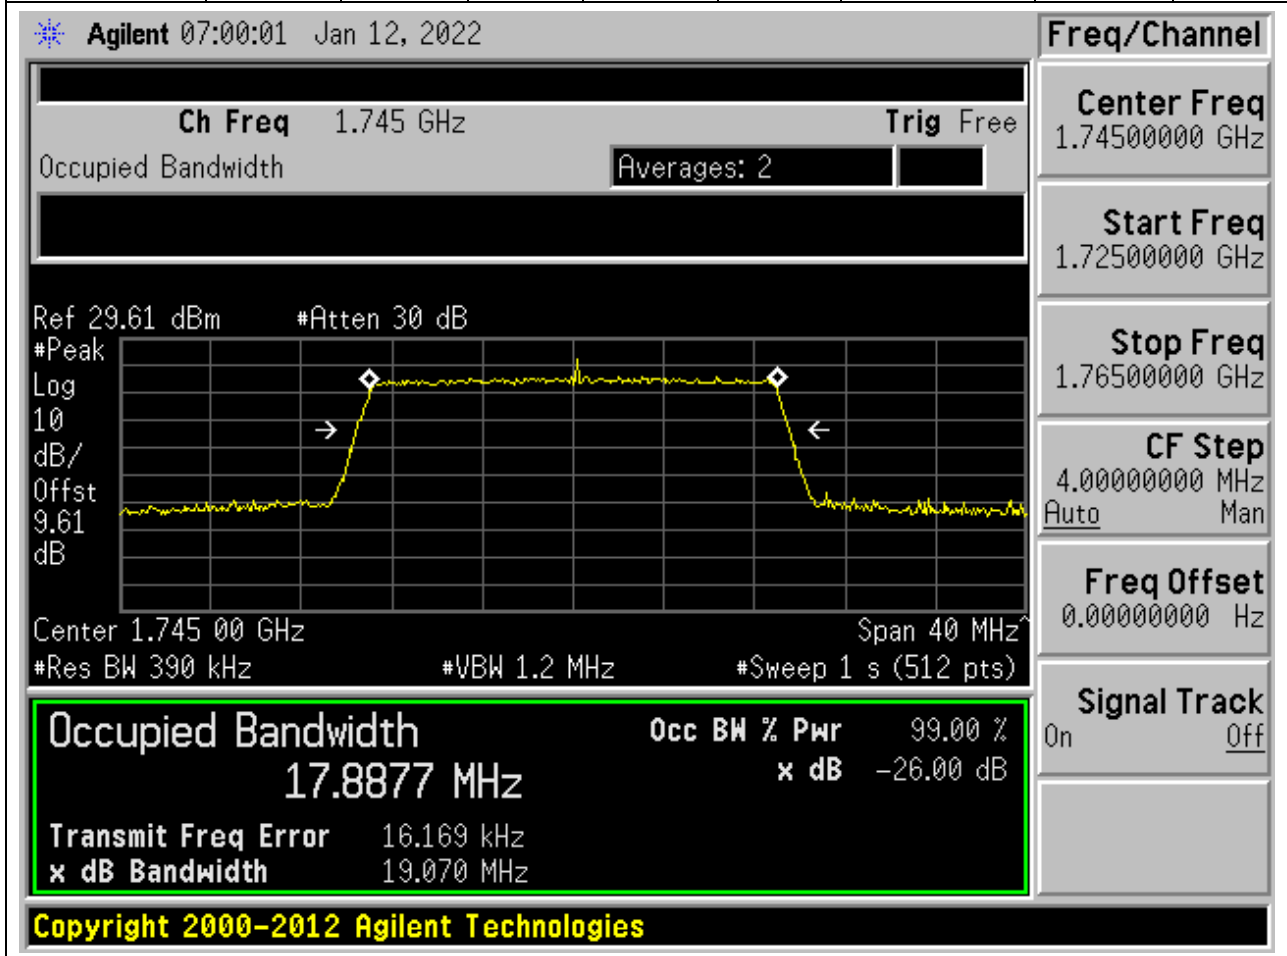 Agilent 07:00:01 Jan 12, 2022
Ch Freq 1.745 GHz Trig Free
Occupied Bandwidth Averages: 2
Ref 29.61 dBm #Atten 30 dB
#Peak
Log
10
dB/
Offst
9.61
dB
Center 1.745 00 GHz Span 40 MHz^
#Res BW 390 kHz #VBW 1.2 MHz #Sweep 1 s (512 pts)
Occupied Bandwidth Occ BW % Pwr 99.00 %
17.8877 MHz x dB -26.00 dB
Transmit Freq Error 16.169 kHz
x dB Bandwidth 19.070 MHz
Copyright 2000-2012 Agilent Technologies
Freq/Channel
Center Freq
1.74500000 GHz
Start Freq
1.72500000 GHz
Stop Freq
1.76500000 GHz
CF Step
4.00000000 MHz
Auto Man
Freq Offset
0.00000000 Hz
Signal Track
On Off